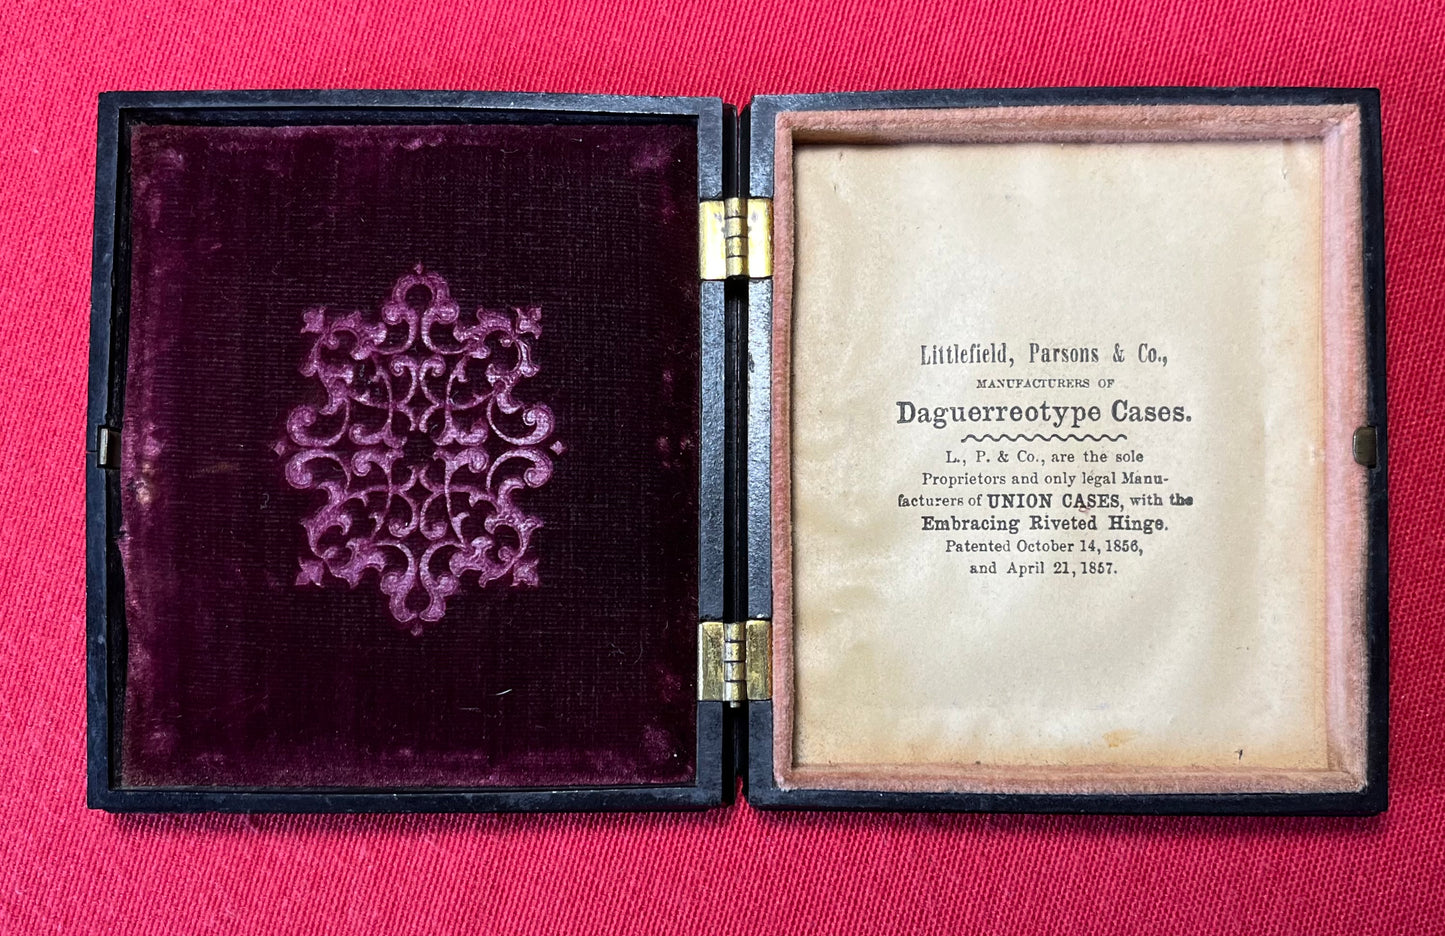 Littlefield, Parsons & Co.,
MANUFACTURERS OF
Daguerreotype Cases.
L., P. & Co., are the sole
Proprietors and only legal Manu-
facturers of UNION CASES, with the
Embracing Riveted Hinge.
Patented October 14, 1856,
and April 21, 1857.